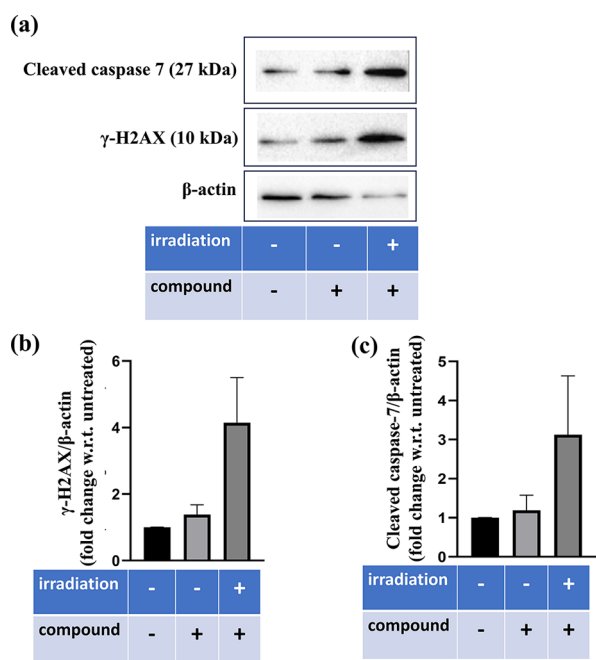 (a)
Cleaved caspase 7 (27 kDa)
γ-H2AX (10 kDa)
β-actin
irradiation - - +
compound - + +
(b)
γ-H2AX/β-actin
(fold change w.r.t. untreated)
6
4
2
0
irradiation - - +
compound - + +
(c)
Cleaved caspase-7/β-actin
(fold change w.r.t. untreated)
5
4
3
2
1
0
irradiation - - +
compound - + +